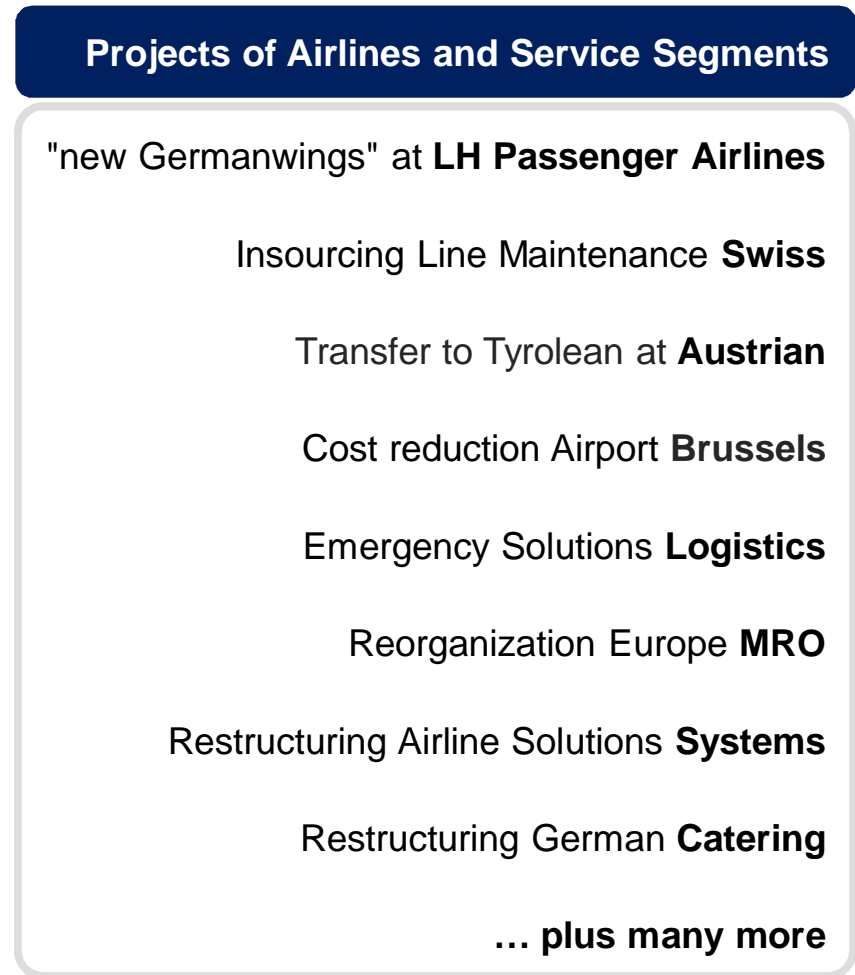 Projects of Airlines and Service Segments
"new Germanwings" at LH Passenger Airlines
Insourcing Line Maintenance Swiss
Transfer to Tyrolean at Austrian
Cost reduction Airport Brussels
Emergency Solutions Logistics
Reorganization Europe MRO
Restructuring Airline Solutions Systems
Restructuring German Catering
… plus many more